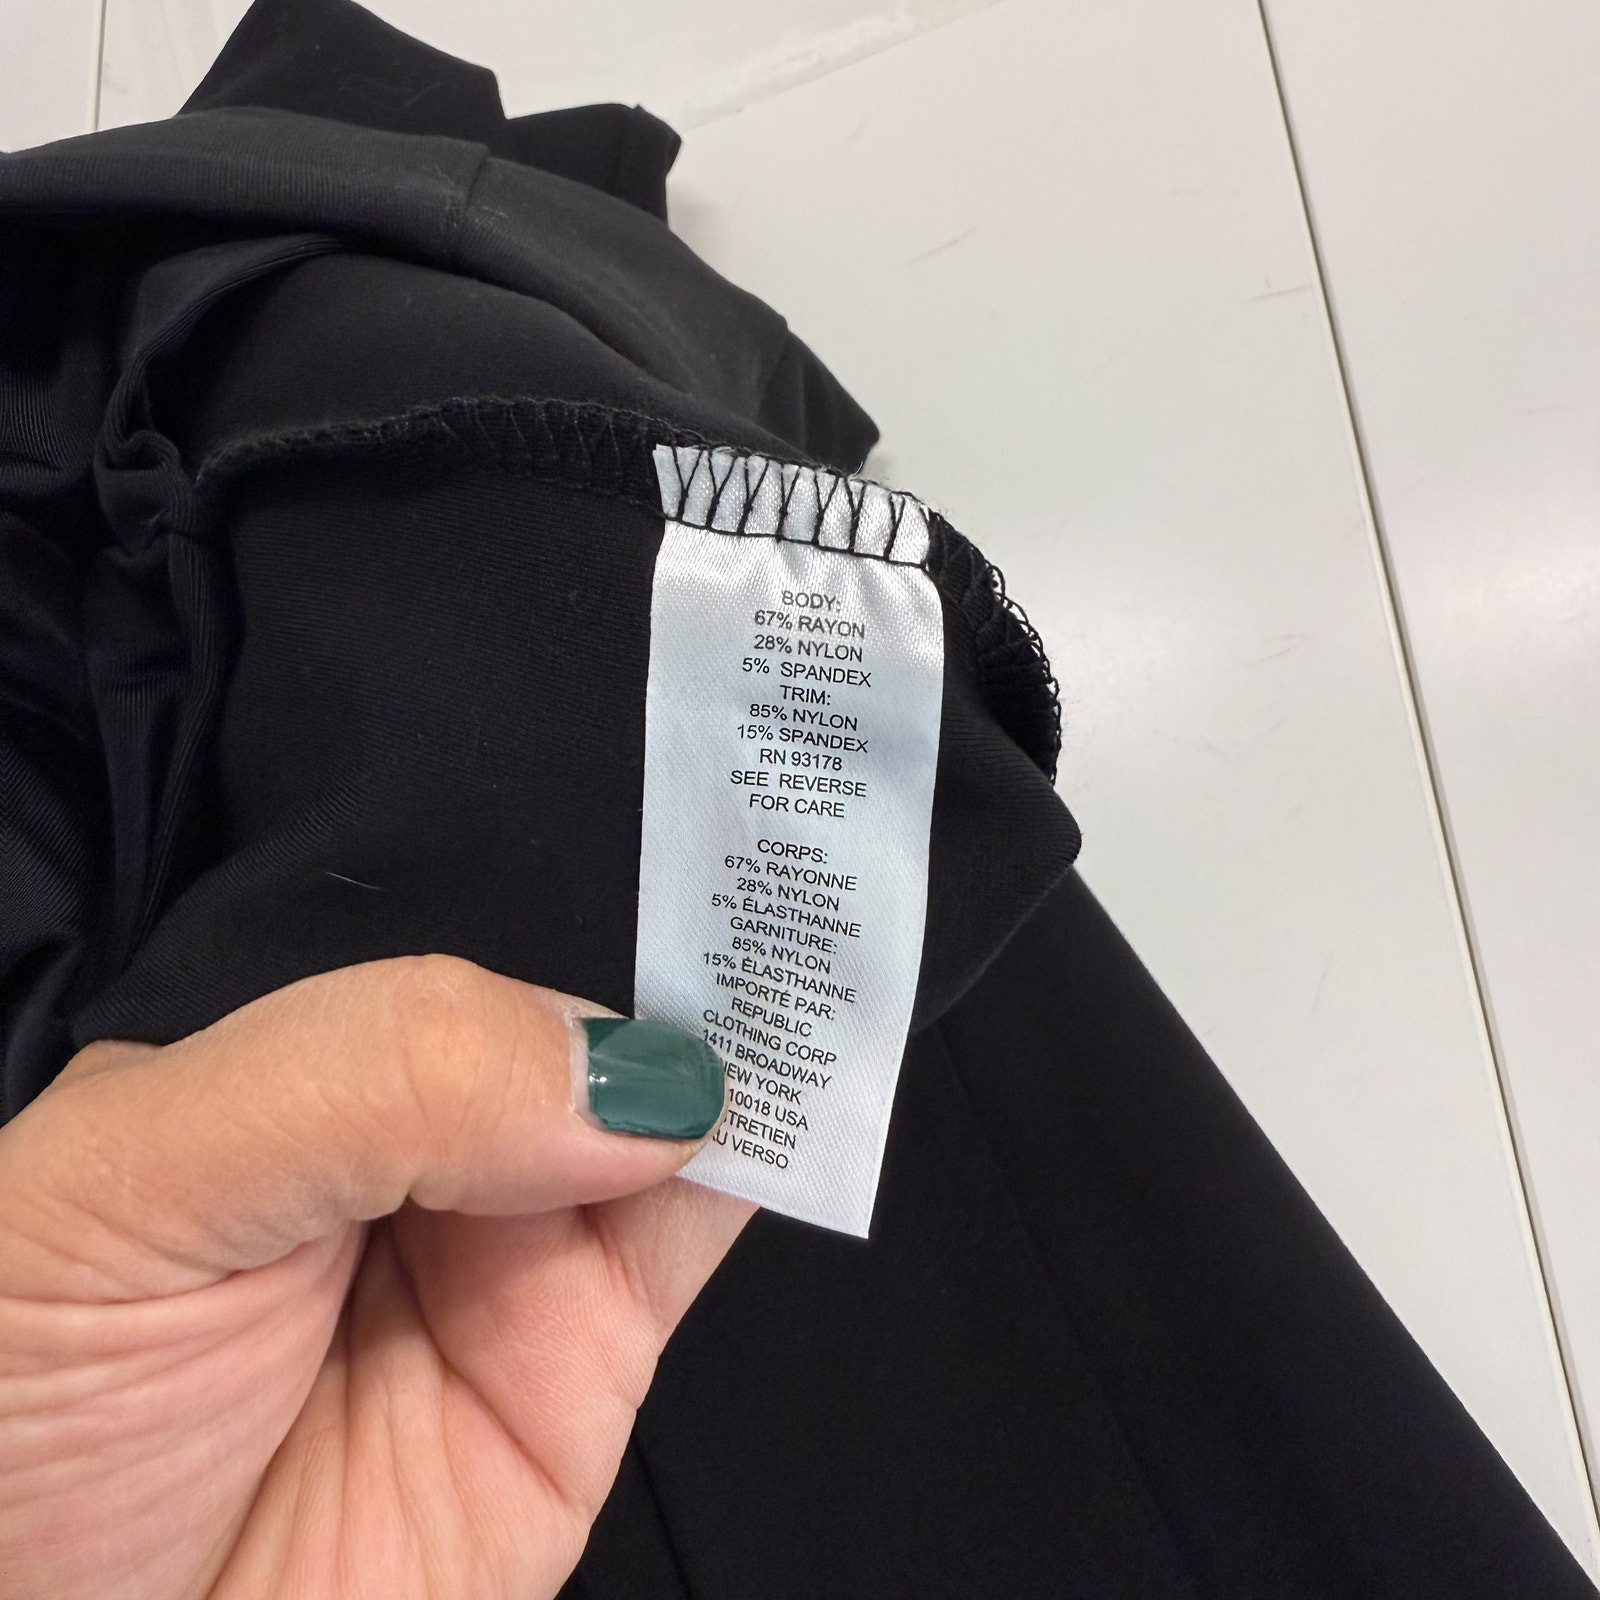 BODY:
67% RAYON
28% NYLON
5% SPANDEX
TRIM:
85% NYLON
15% SPANDEX
RN 93178
SEE REVERSE
FOR CARE
CORPS:
67% RAYONNE
28% NYLON
5% ÉLASTHANNE
GARNITURE:
85% NYLON
15% ÉLASTHANNE
IMPORTÉ PAR:
REPUBLIC
CLOTHING CORP
1411 BROADWAY
YORK
10018 USA
VERSO